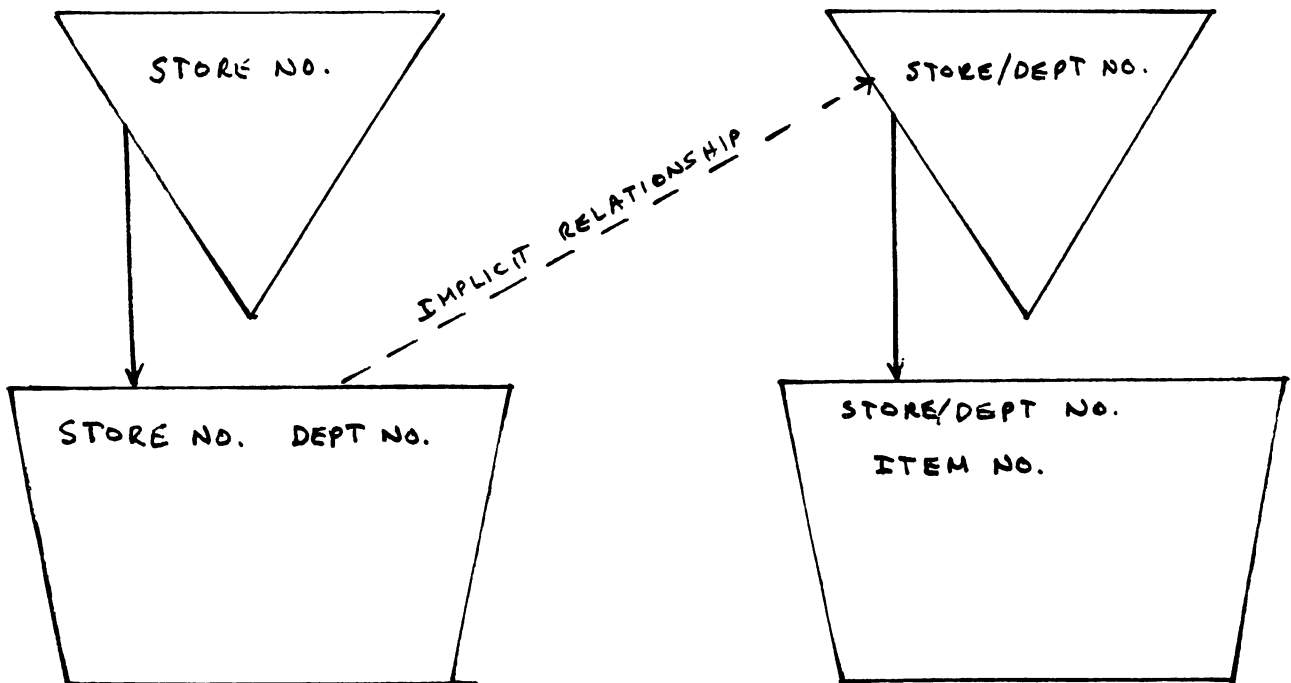 STORE NO.
STORE/DEPT NO.
IMPLICIT RELATIONSHIP
STORE NO. DEPT NO.
STORE/DEPT NO.
ITEM NO.